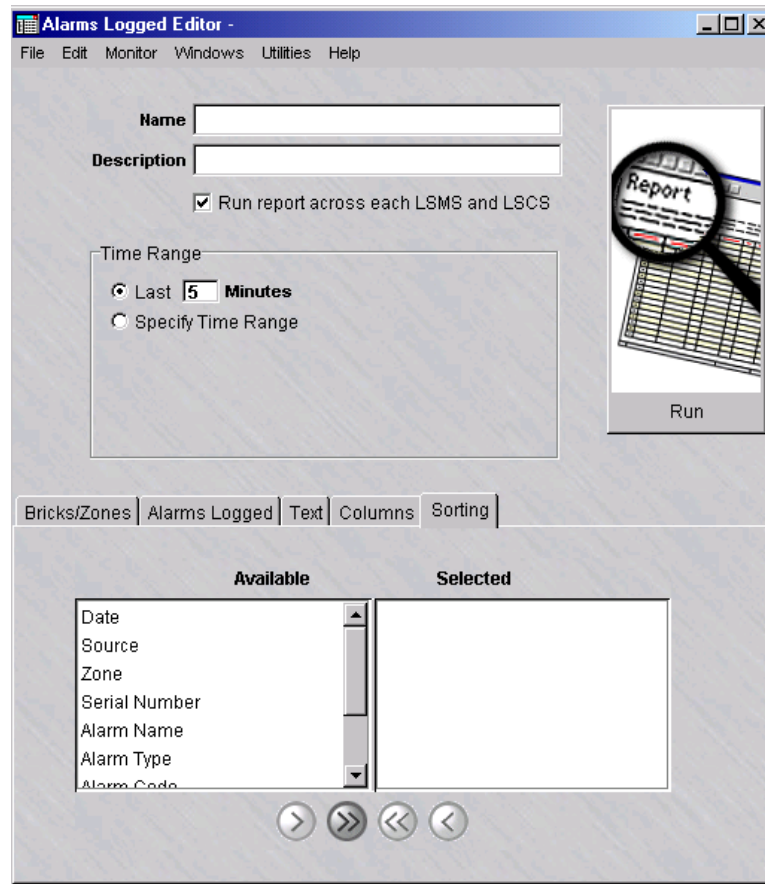 Alarms Logged Editor -
File Edit Monitor Windows Utilities Help
Name
Description
Run report across each LSMS and LSCS
Report
Run
Time Range
Last 5 Minutes
Specify Time Range
Bricks/Zones Alarms Logged Text Columns Sorting
Available Selected
Date
Source
Zone
Serial Number
Alarm Name
Alarm Type
Alarm Code